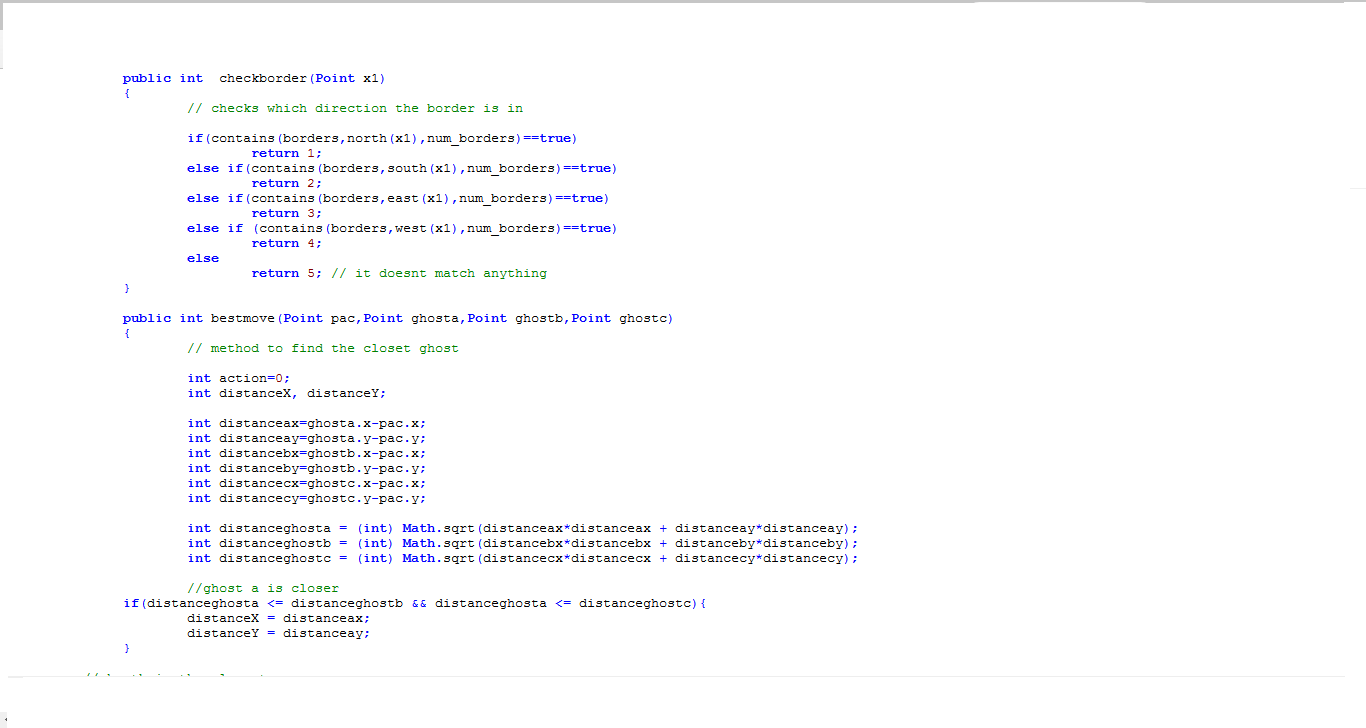 public int  checkborder(Point x1)
{
// checks which direction the border is in
if(contains(borders,north(x1),num_borders)==true)
return 1;
else if(contains(borders,south(x1),num_borders)==true)
return 2;
else if(contains(borders,east(x1),num_borders)==true)
return 3;
else if (contains(borders,west(x1),num_borders)==true)
return 4;
else
return 5; // it doesnt match anything
}
public int bestmove(Point pac,Point ghosta,Point ghostb,Point ghostc)
{
// method to find the closet ghost
int action=0;
int distanceX, distanceY;
int distanceax=ghosta.x-pac.x;
int distanceay=ghosta.y-pac.y;
int distancebx=ghostb.x-pac.x;
int distanceby=ghostb.y-pac.y;
int distancecx=ghostc.x-pac.x;
int distancecy=ghostc.y-pac.y;
int distanceghosta = (int) Math.sqrt(distanceax*distanceax + distanceay*distanceay);
int distanceghostb = (int) Math.sqrt(distancebx*distancebx + distanceby*distanceby);
int distanceghostc = (int) Math.sqrt(distancecx*distancecx + distancecy*distancecy);
//ghost a is closer
if(distanceghosta <= distanceghostb && distanceghosta <= distanceghostc){
distanceX = distanceax;
distanceY = distanceay;
}